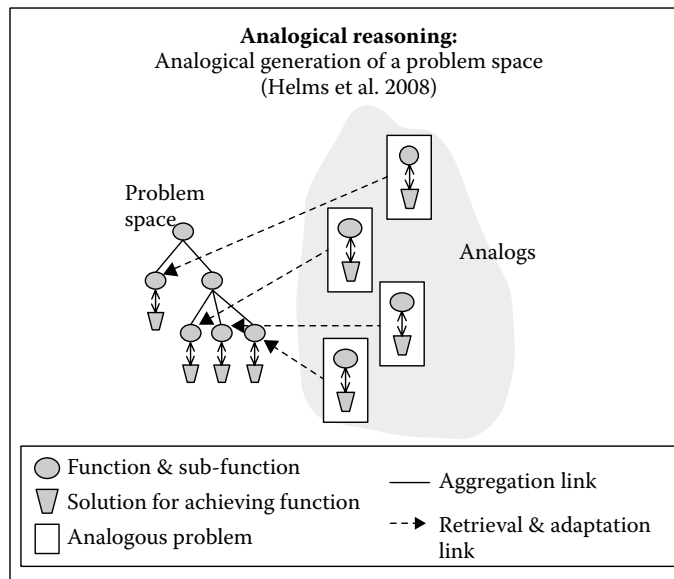 Analogical reasoning:
Analogical generation of a problem space
(Helms et al. 2008)
Problem
space
Analogs
Function & sub-function
Solution for achieving function
Analogous problem
Aggregation link
Retrieval & adaptation
link